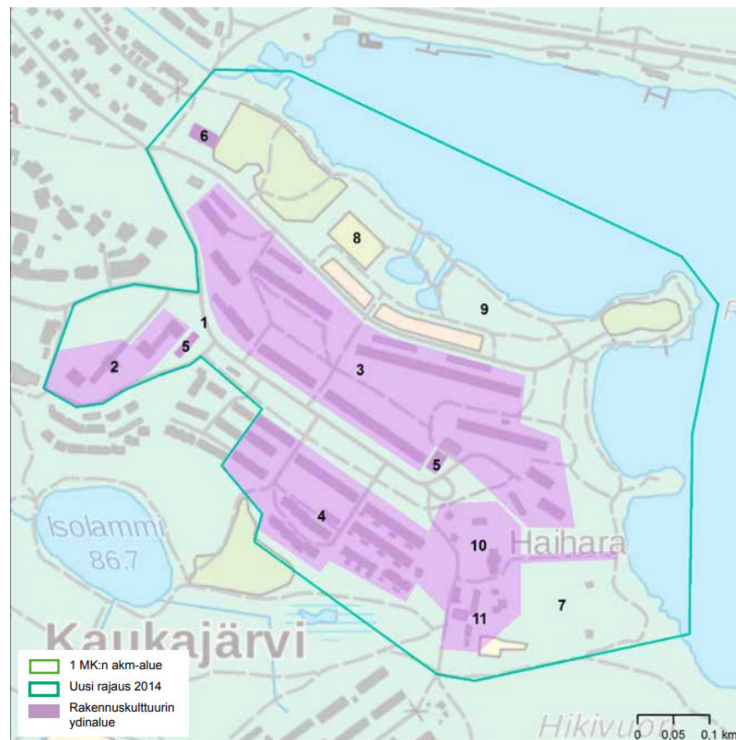 a
6
8
9
1
5
2
3
R
5
4
Isolammi
86.7
10
Haihara
7
11
Kaukajärvi
1 MK:n akm-alue
Uusi rajaus 2014
Rakennuskulttuurin
ydinalue
Hikivuori
0 0.05 0.1 km